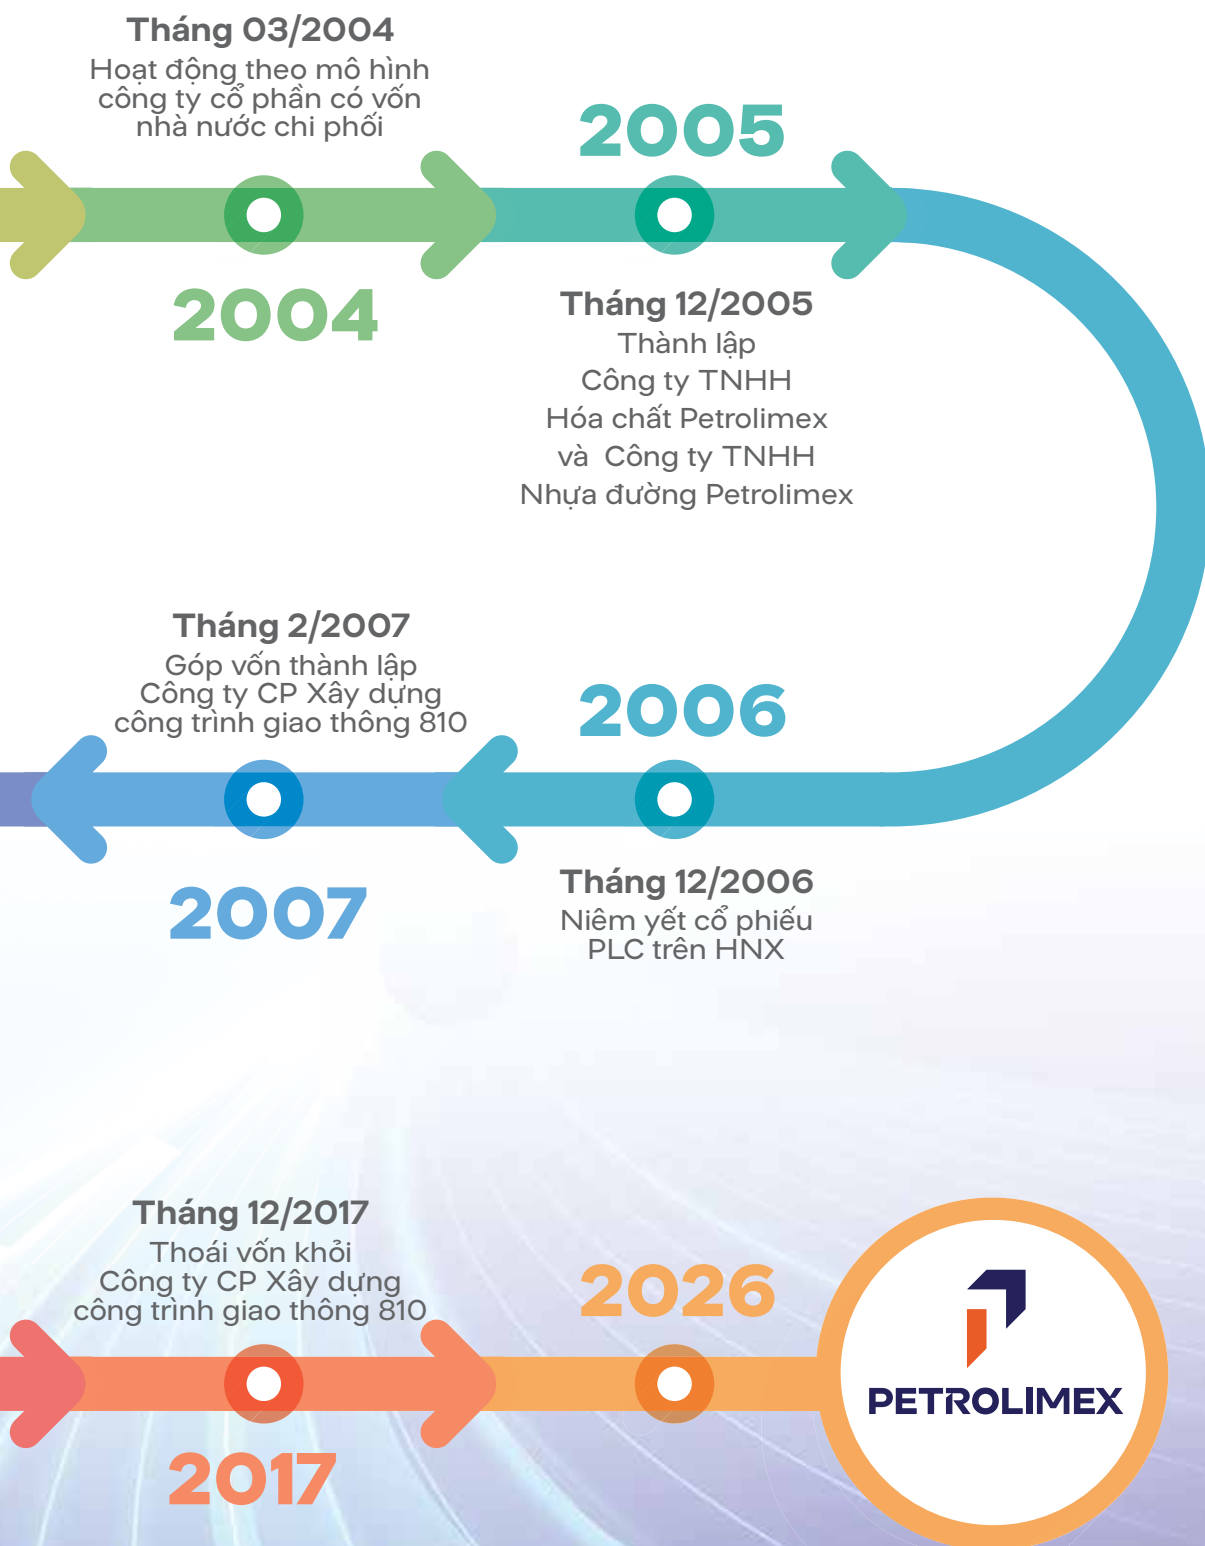 Tháng 03/2004
Hoạt động theo mô hình
công ty cổ phần có vốn
nhà nước chi phối
2004
2005
Tháng 12/2005
Thành lập
Công ty TNHH
Hóa chất Petrolimex
và Công ty TNHH
Nhựa đường Petrolimex
2006
Tháng 12/2006
Niêm yết cổ phiếu
PLC trên HNX
Tháng 2/2007
Góp vốn thành lập
Công ty CP Xây dựng
công trình giao thông 810
2007
Tháng 12/2017
Thoái vốn khỏi
Công ty CP Xây dựng
công trình giao thông 810
2017
2026
PETROLIMEX